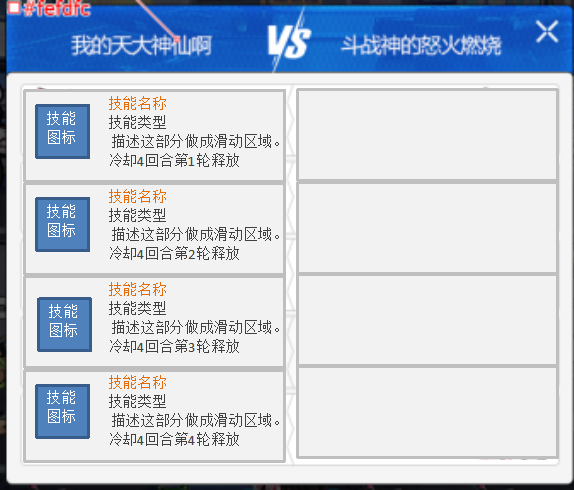 #fefdfc
我的天大神仙啊
VS
斗战神的怒火燃烧
技能
图标
技能名称
技能类型
描述这部分做成滑动区域。
冷却4回合第1轮释放
技能
图标
技能名称
技能类型
描述这部分做成滑动区域。
冷却4回合第2轮释放
技能
图标
技能名称
技能类型
描述这部分做成滑动区域。
冷却4回合第3轮释放
技能
图标
技能名称
技能类型
描述这部分做成滑动区域。
冷却4回合第4轮释放